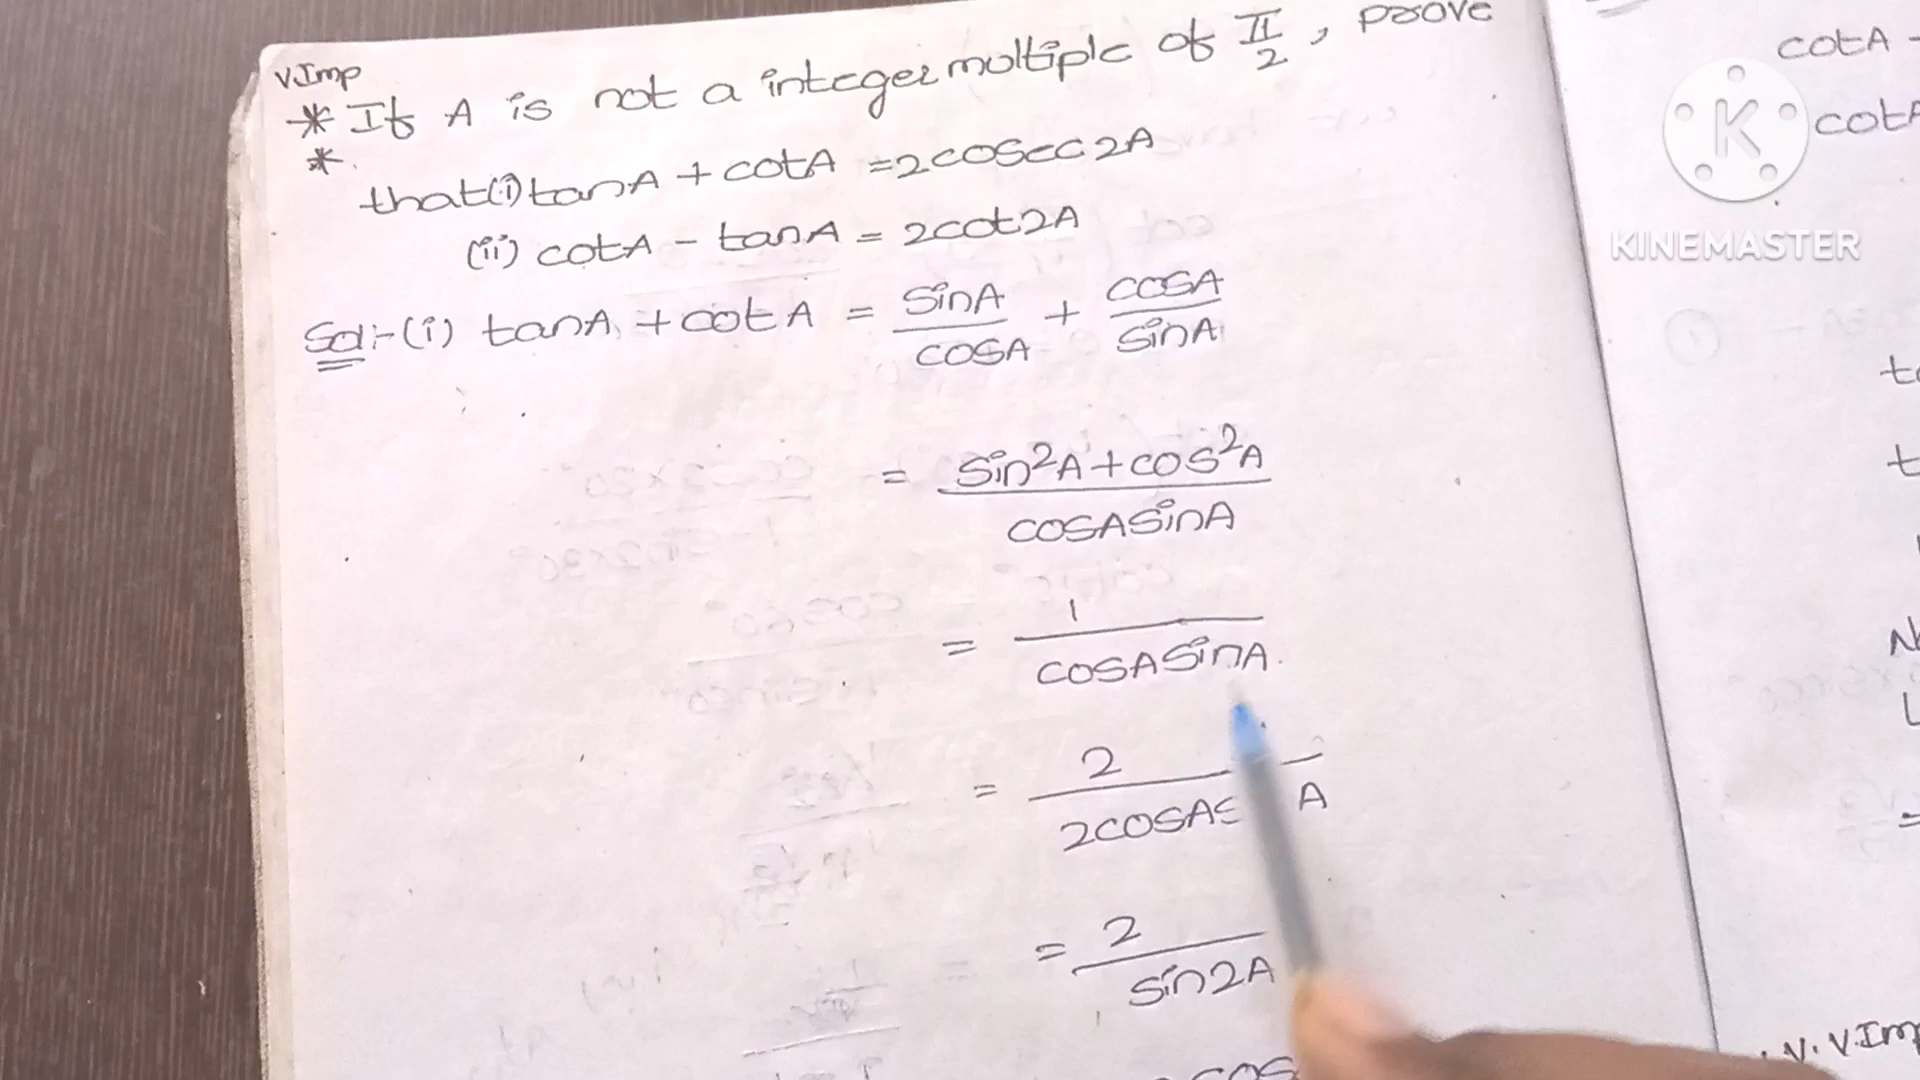 V.Imp
* If A is not a integer multiple of π/2, prove
*
that (i) tanA + cotA = 2cosec2A
(ii) cotA - tanA = 2cot2A
Sol:- (i) tanA + cotA = sinA/cosA + cosA/sinA
= sin²A + cos²A / cosAsinA
= 1 / cosAsinA.
= 2 / 2cosAs A
= 2 / sin2A
cotA -
cotA
KINEMASTER
V. V.Imp